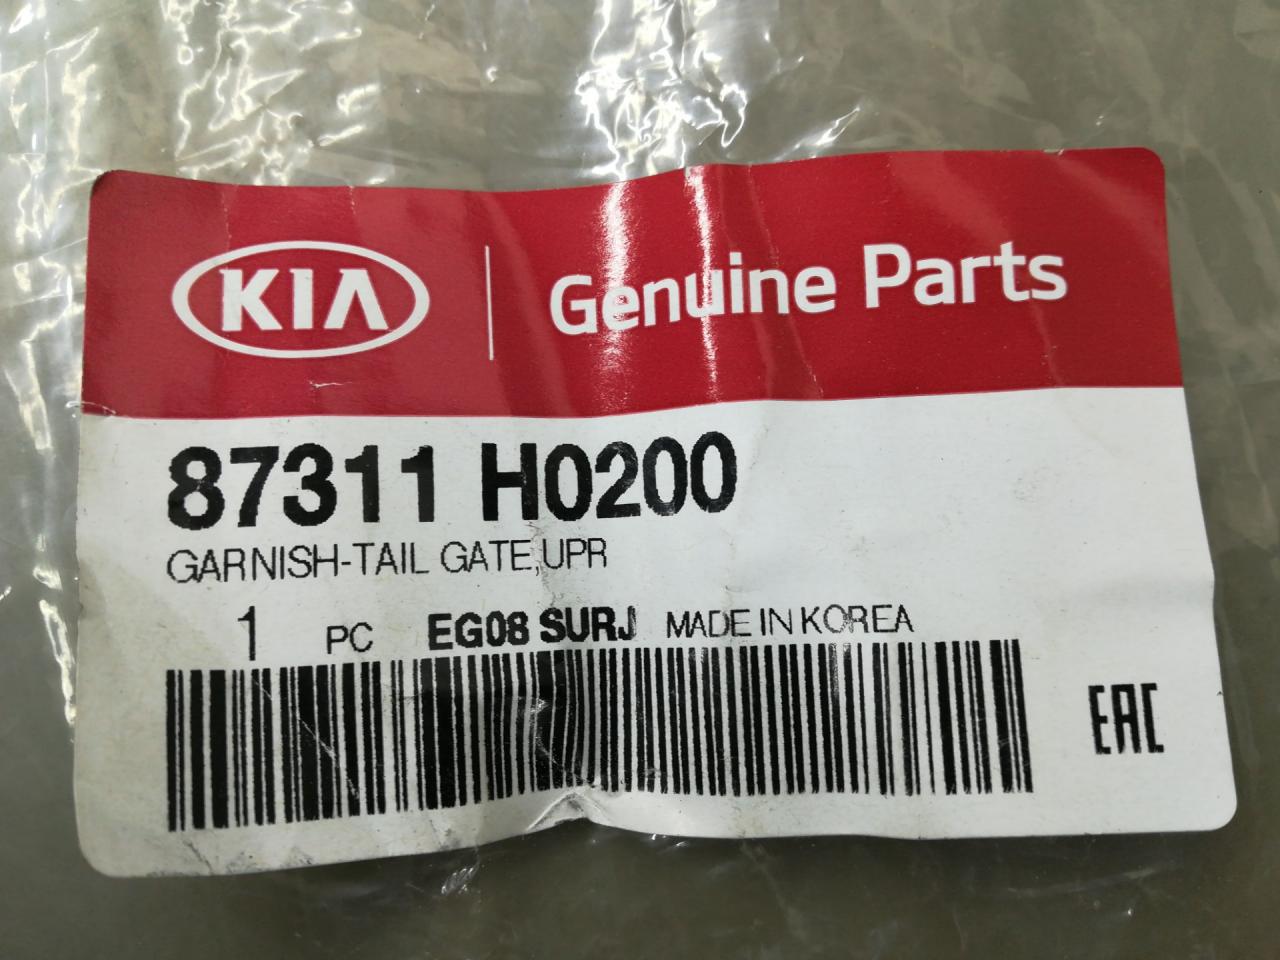 KIA Genuine Parts
87311 H0200
GARNISH-TAIL GATE,UPR
1 PC EG08 SURJ MADE IN KOREA
EAC